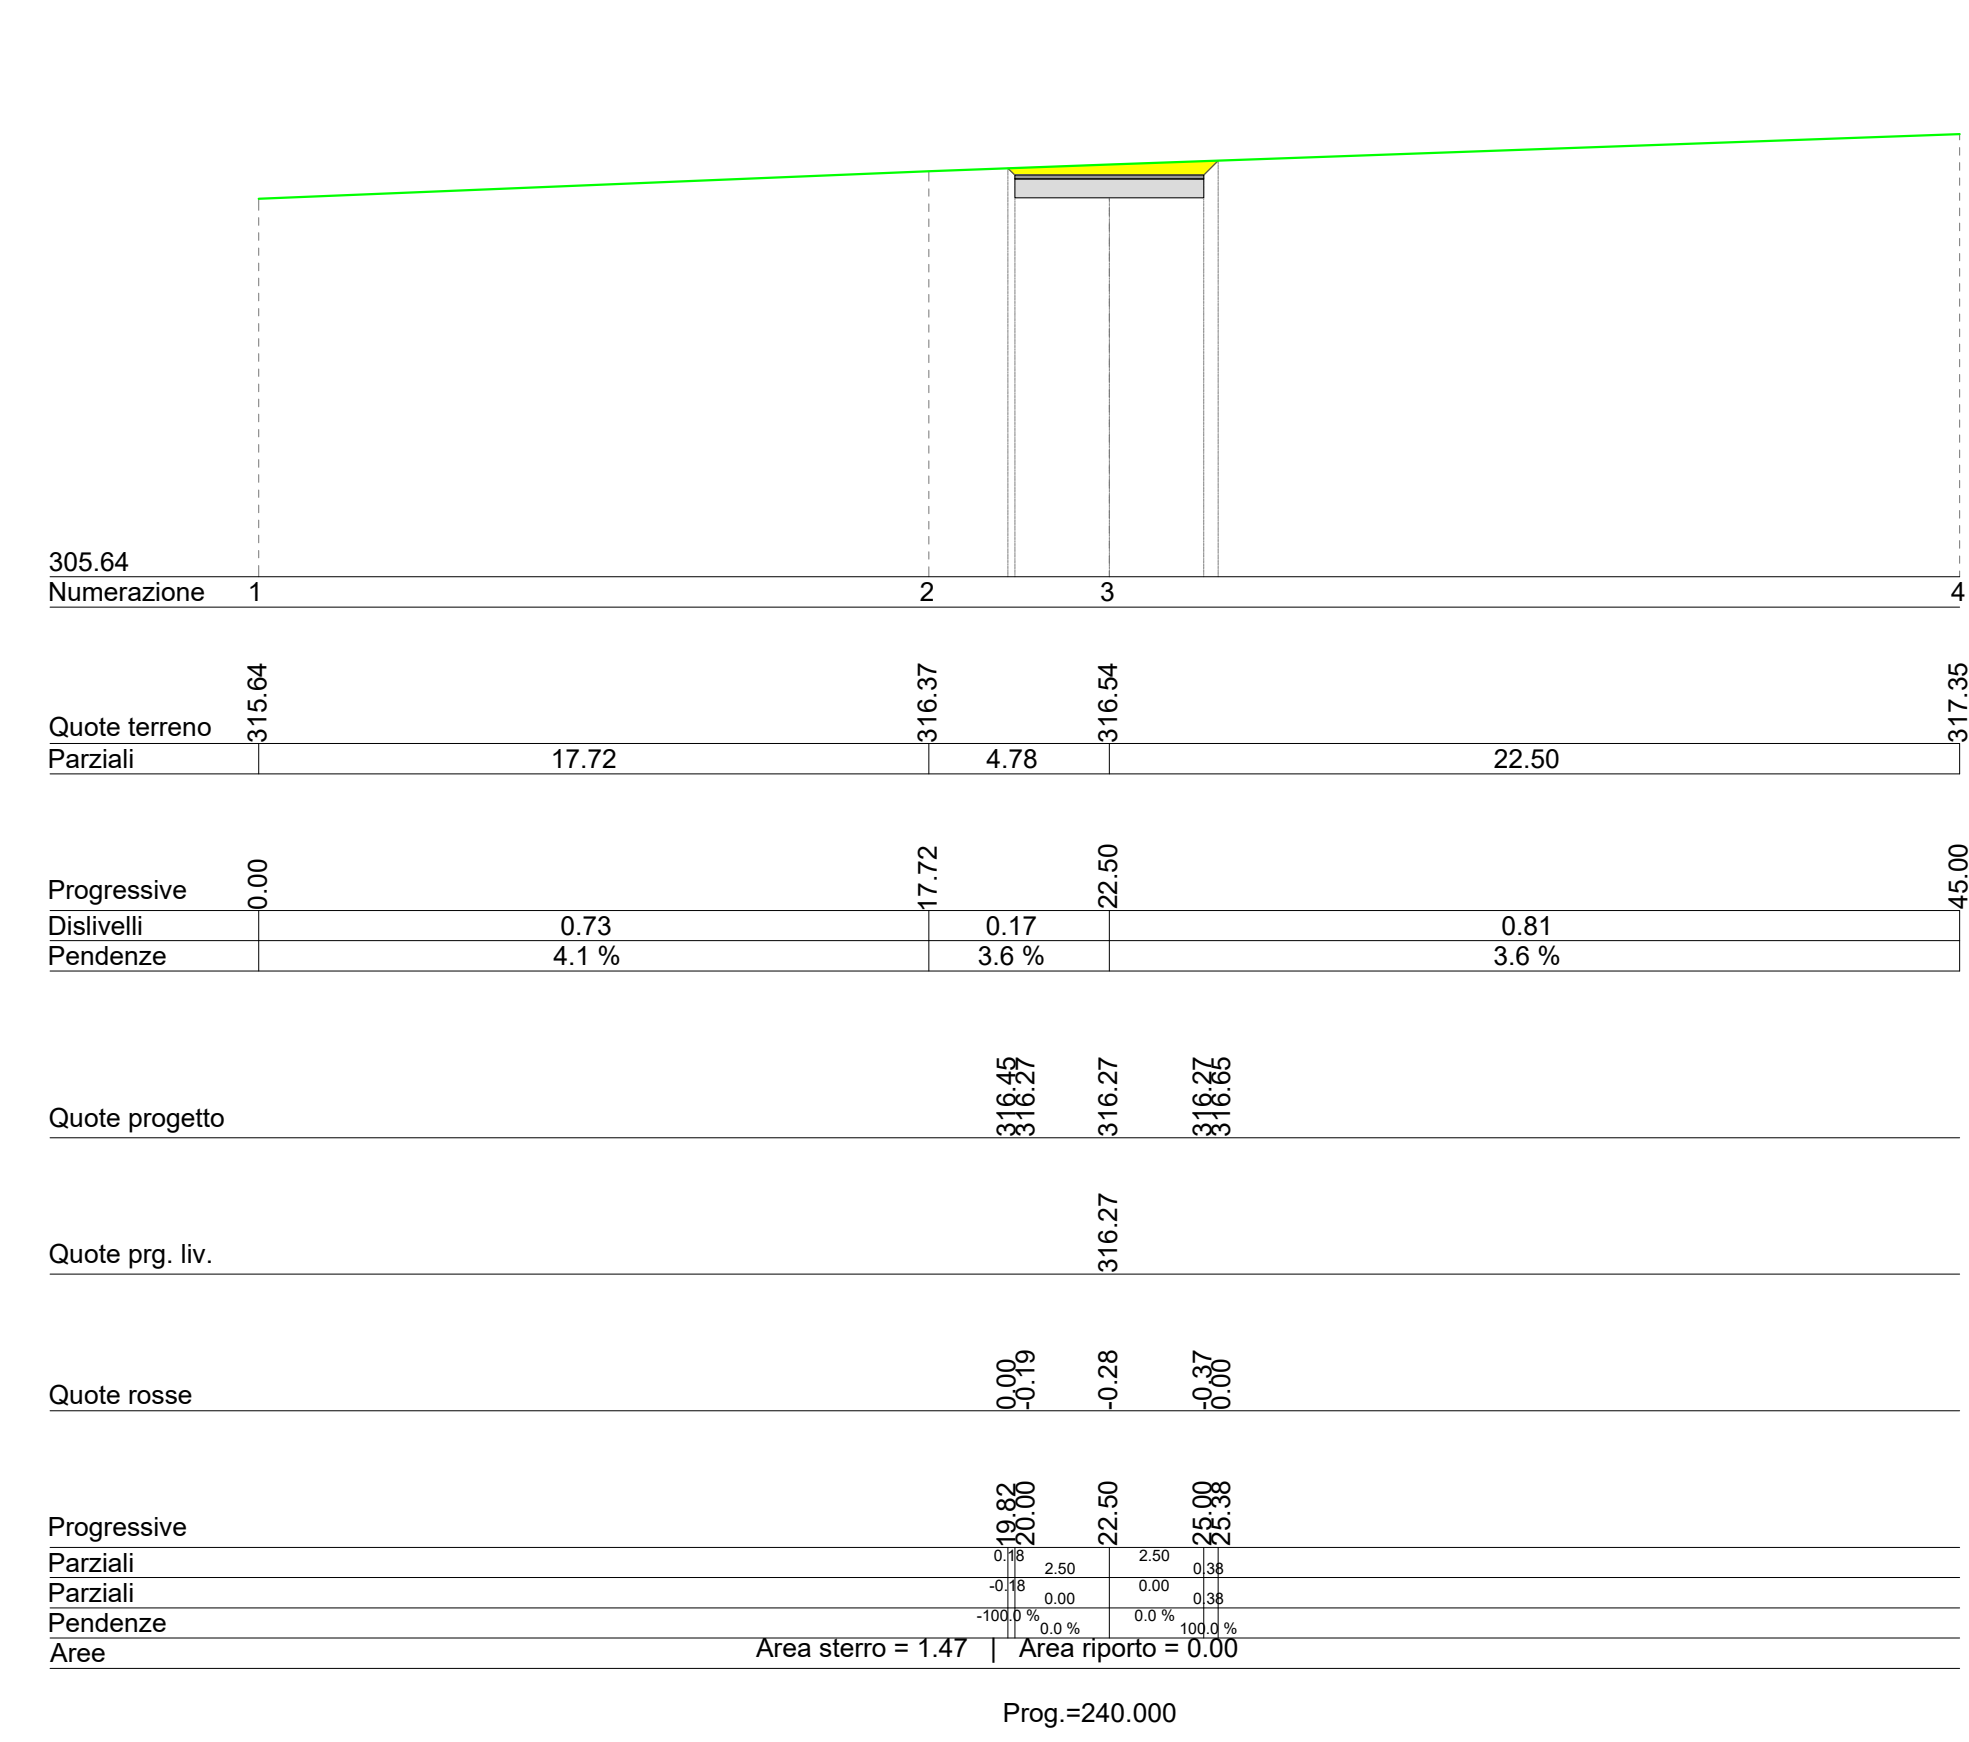 305.64
Numerazione 1 2 3 4
Quote terreno 315.64 316.37 316.54 317.35
Parziali 17.72 4.78 22.50
Progressive 0.00 17.72 22.50 45.00
Dislivelli 0.73 0.17 0.81
Pendenze 4.1 % 3.6 % 3.6 %
Quote progetto 316.45 316.27 316.27 316.27 316.65
Quote prg. liv. 316.27
Quote rosse 0.00 -0.19 -0.28 -0.37 0.00
Progressive 19.82 20.00 22.50 25.00 25.38
Parziali 0.18 2.50 2.50 0.38
Parziali -0.18 0.00 0.00 0.38
Pendenze -100.0 % 0.0 % 0.0 % 100.0 %
Aree Area sterro = 1.47 | Area riporto = 0.00
Prog.=240.000